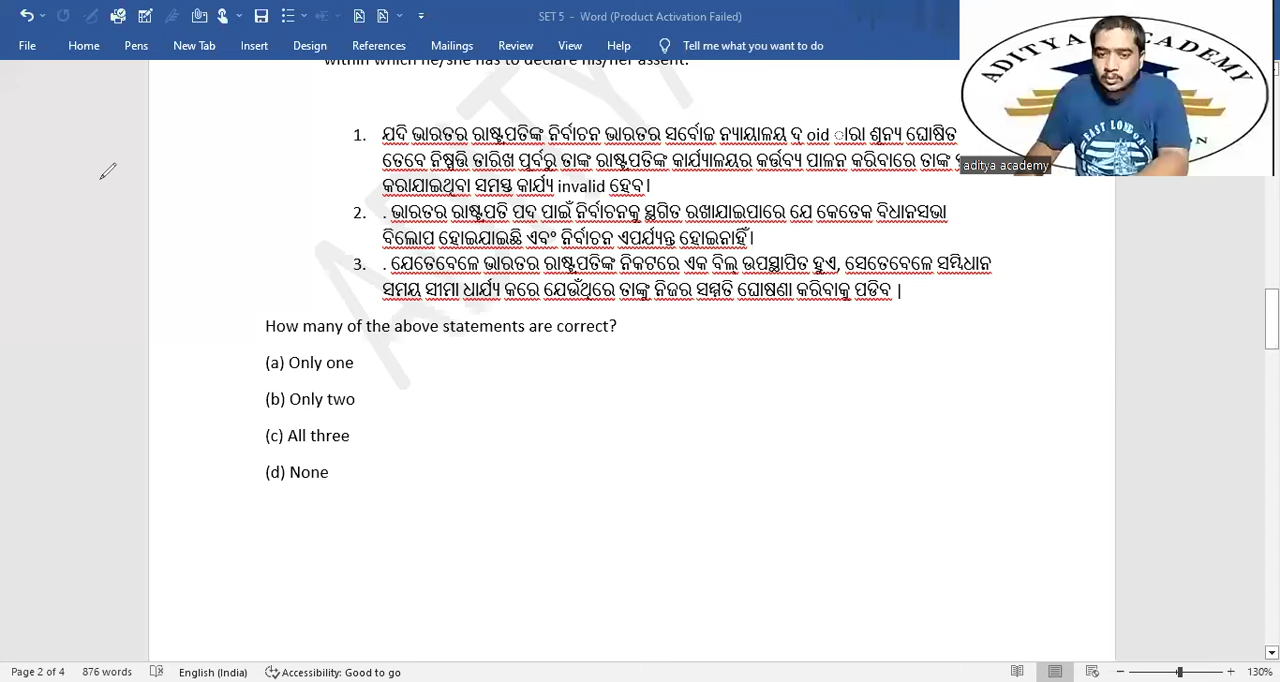 SET 5 - Word (Product Activation Failed)
File Home Pens New Tab Insert Design References Mailings Review View Help Tell me what you want to do
within which he/she has to declare his/her assent.
1. ଯଦି ଭାରତର ରାଷ୍ଟ୍ରପତିଙ୍କ ନିର୍ବାଚନ ଭାରତର ସର୍ବୋଚ୍ଚ ନ୍ୟାୟାଳୟ ଦ୍ oid ାରା ଶୂନ୍ୟ ଘୋଷିତ
ତେବେ ନିଷ୍ପତ୍ତି ତାରିଖ ପୂର୍ବରୁ ତାଙ୍କ ରାଷ୍ଟ୍ରପତିଙ୍କ କାର୍ଯ୍ୟାଳୟର କର୍ତ୍ତବ୍ୟ ପାଳନ କରିବାରେ ତାଙ୍କ
କରାଯାଇଥିବା ସମସ୍ତ କାର୍ଯ୍ୟ invalid ହେବ।
2. . ଭାରତର ରାଷ୍ଟ୍ରପତି ପଦ ପାଇଁ ନିର୍ବାଚନକୁ ସ୍ଥଗିତ ରଖାଯାଇପାରେ ଯେ କେତେକ ବିଧାନସଭା
ବିଲୋପ ହୋଇଯାଇଛି ଏବଂ ନିର୍ବାଚନ ଏପର୍ଯ୍ୟନ୍ତ ହୋଇନାହିଁ।
3. . ଯେତେବେଳେ ଭାରତର ରାଷ୍ଟ୍ରପତିଙ୍କ ନିକଟରେ ଏକ ବିଲ୍ ଉପସ୍ଥାପିତ ହୁଏ, ସେତେବେଳେ ସମ୍ବିଧାନ
ସମୟ ସୀମା ଧାର୍ଯ୍ୟ କରେ ଯେଉଁଥିରେ ତାଙ୍କୁ ନିଜର ସମ୍ମତି ଘୋଷଣା କରିବାକୁ ପଡିବ |
How many of the above statements are correct?
(a) Only one
(b) Only two
(c) All three
(d) None
ADITYA ACADEMY
EAST LONDON
aditya academy
Page 2 of 4 876 words English (India) Accessibility: Good to go 130%